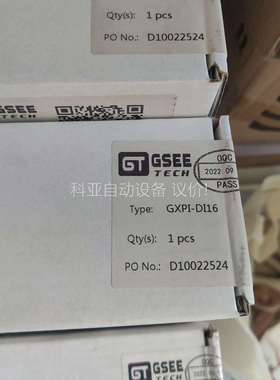 Qty(s): 1 pcs
PO No.: D10022524
GT GSEE
TECH
OQC
2022.09
PASS
科亚自动设备 议价!
Type: GXPI-DI16
Qty(s): 1 pcs
PO No.: D10022524
GSEE